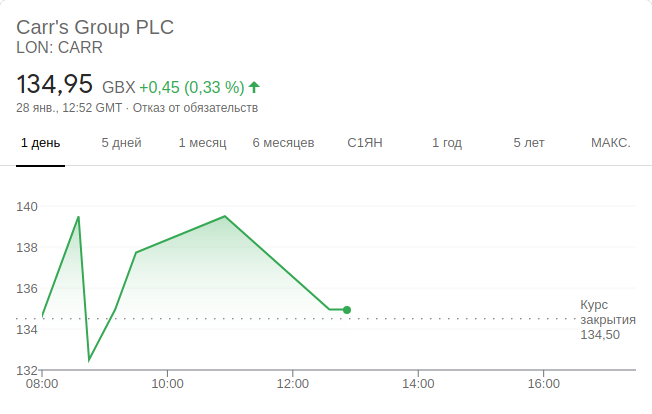 Carr's Group PLC
LON: CARR
134,95 GBX +0,45 (0,33 %)
28 янв., 12:52 GMT · Отказ от обязательств
1 день 5 дней 1 месяц 6 месяцев С1ЯН 1 год 5 лет МАКС.
140
138
136
134
132
Курс
закрытия
134,50
08:00 10:00 12:00 14:00 16:00